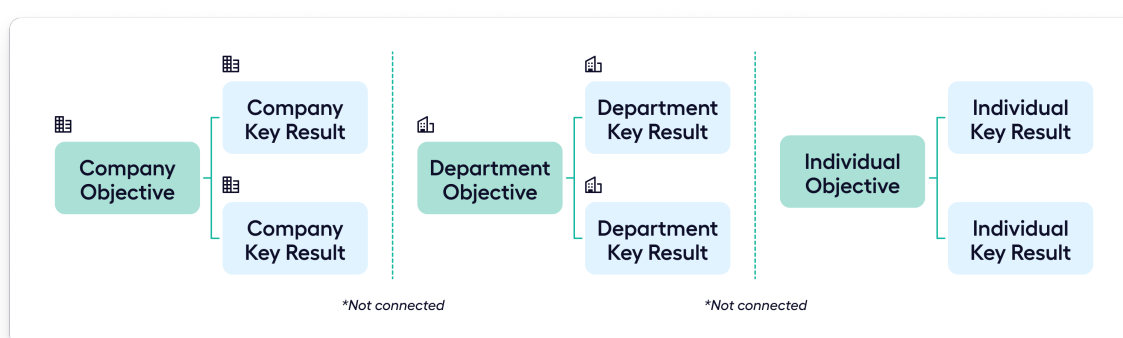 Company
Objective
Company
Key Result
Company
Key Result
*Not connected
Department
Objective
Department
Key Result
Department
Key Result
*Not connected
Individual
Objective
Individual
Key Result
Individual
Key Result